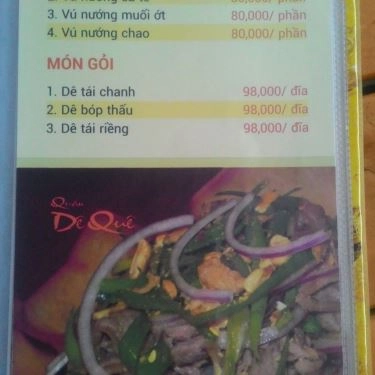 3. Vú nướng muối ớt 80,000/ phần
4. Vú nướng chao 80,000/ phần
MÓN GỎI
1. Dê tái chanh 98,000/ đĩa
2. Dê bóp thấu 98,000/ đĩa
3. Dê tái riềng 98,000/ đĩa
Quán
Dê Quê